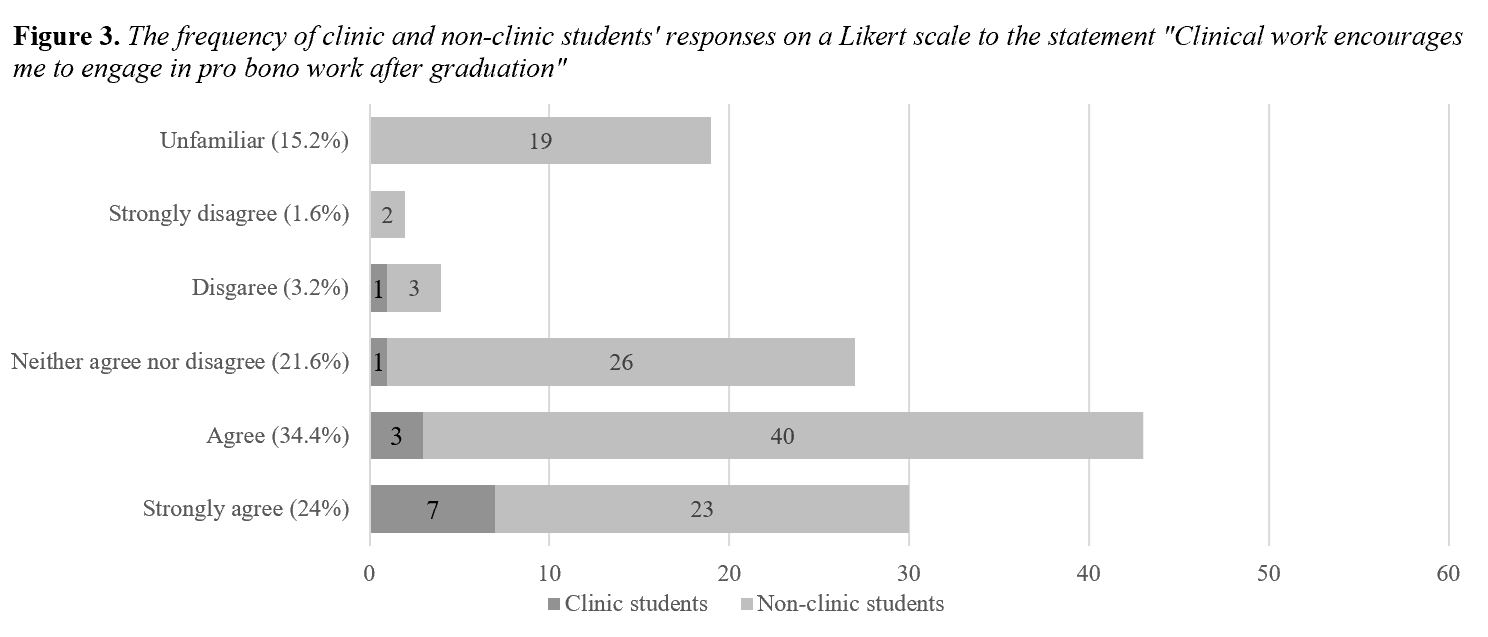 Figure 3. The frequency of clinic and non-clinic students' responses on a Likert scale to the statement "Clinical work encourages
me to engage in pro bono work after graduation"
Unfamiliar (15.2%) 19
Strongly disagree (1.6%) 2
Disgaree (3.2%) 1 3
Neither agree nor disagree (21.6%) 1 26
Agree (34.4%) 3 40
Strongly agree (24%) 7 23
0 10 20 30 40 50 60
Clinic students Non-clinic students